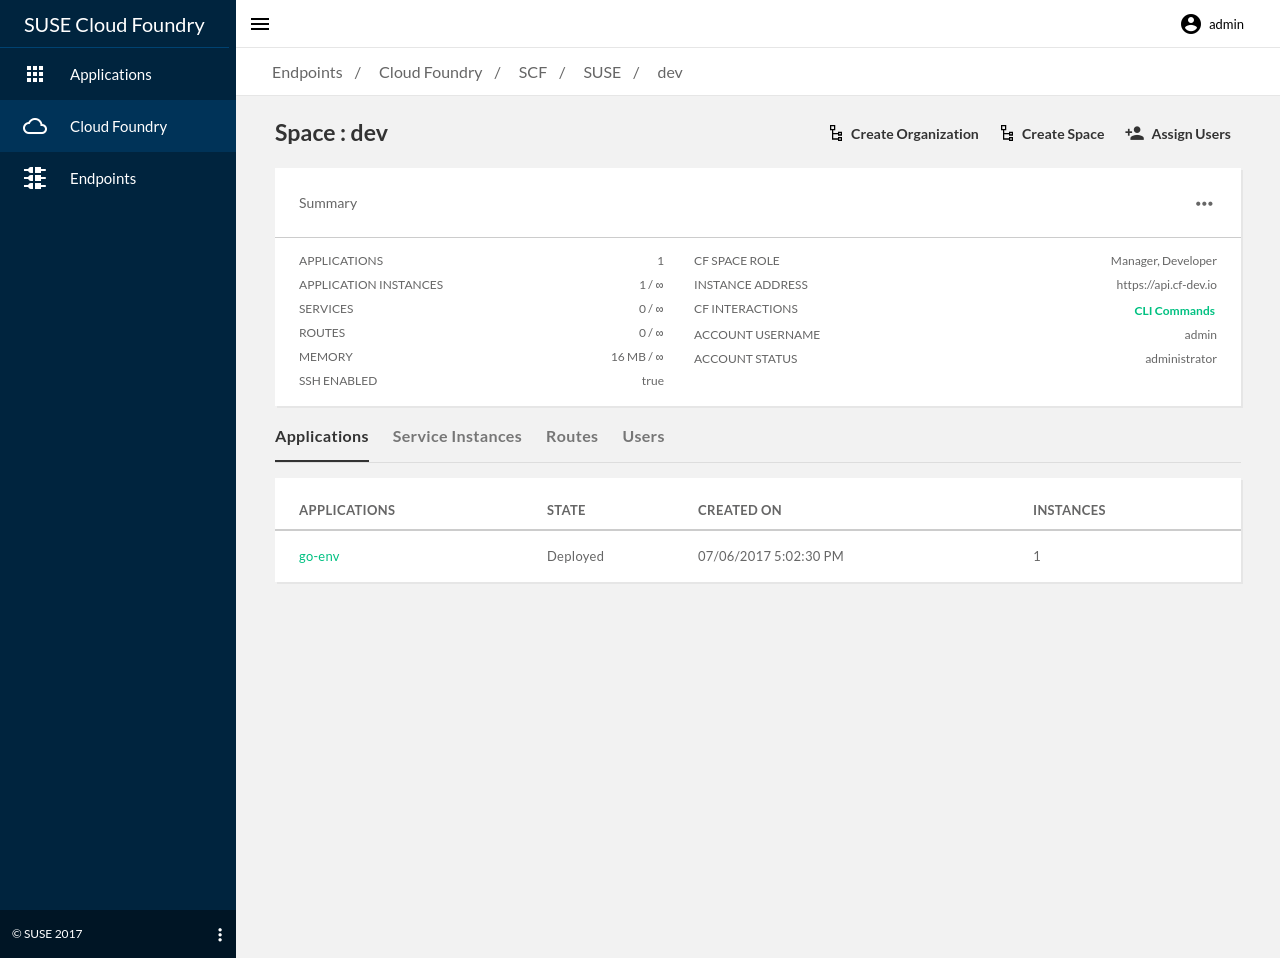 SUSE Cloud Foundry
admin
Applications
Cloud Foundry
Endpoints
Endpoints / Cloud Foundry / SCF / SUSE / dev
Space : dev
Create Organization Create Space Assign Users
Summary
APPLICATIONS 1
APPLICATION INSTANCES 1 / ∞
SERVICES 0 / ∞
ROUTES 0 / ∞
MEMORY 16 MB / ∞
SSH ENABLED true
CF SPACE ROLE Manager, Developer
INSTANCE ADDRESS https://api.cf-dev.io
CF INTERACTIONS CLI Commands
ACCOUNT USERNAME admin
ACCOUNT STATUS administrator
Applications Service Instances Routes Users
APPLICATIONS STATE CREATED ON INSTANCES
go-env Deployed 07/06/2017 5:02:30 PM 1
© SUSE 2017